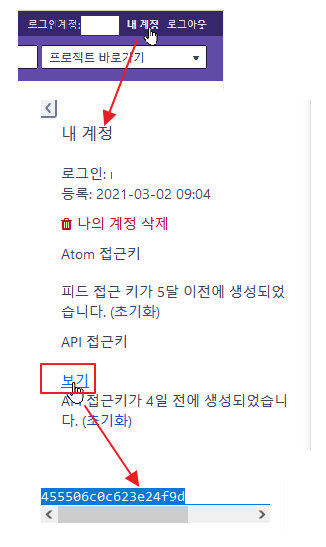 로그인계정:
내 계정
로그아웃
프로젝트 바로가기
내 계정
로그인:
등록: 2021-03-02 09:04
나의 계정 삭제
Atom 접근키
피드 접근 키가 5달 이전에 생성되었
습니다. (초기화)
API 접근키
보기
API 접근키가 4일 전에 생성되었습니
다. (초기화)
455506c0c623e24f9d